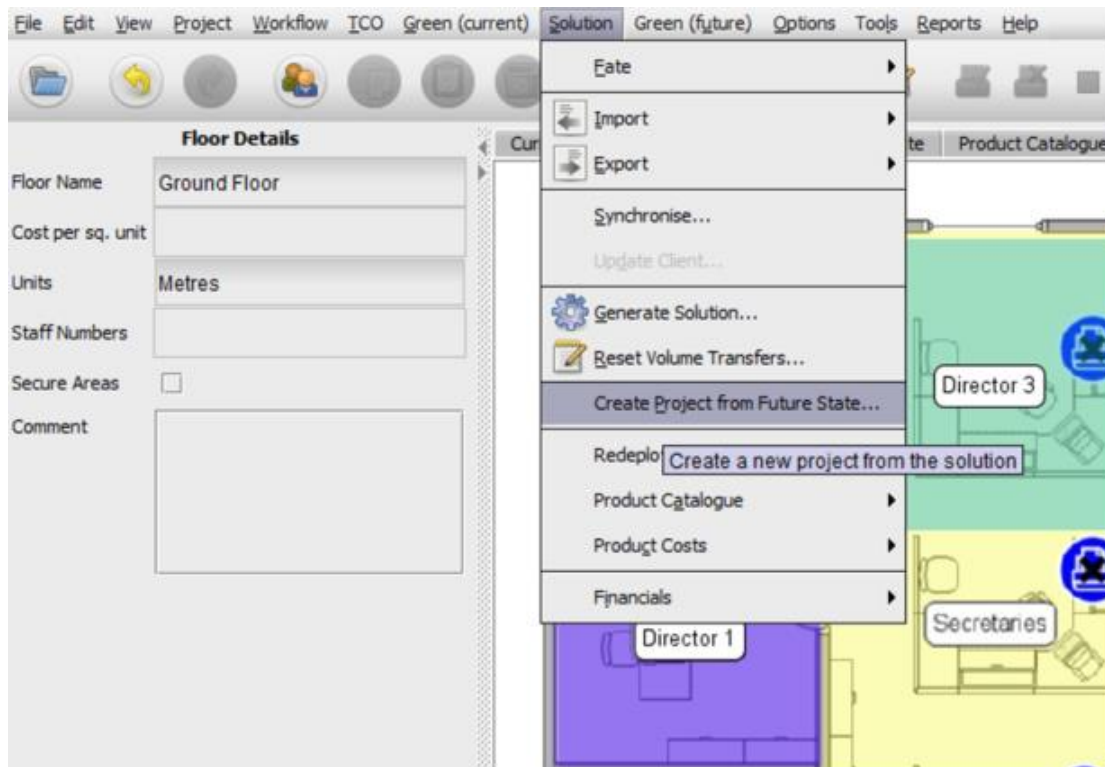 File Edit View Project Workflow TCO Green (current) Solution Green (future) Options Tools Reports Help
Floor Details
Floor Name Ground Floor
Cost per sq. unit
Units Metres
Staff Numbers
Secure Areas
Comment
Fate
Import
Export
Synchronise...
Update Client...
Generate Solution...
Reset Volume Transfers...
Create Project from Future State...
Create a new project from the solution
Product Catalogue
Product Costs
Financials
Product Catalogue
Director 3
Secretaries
Director 1